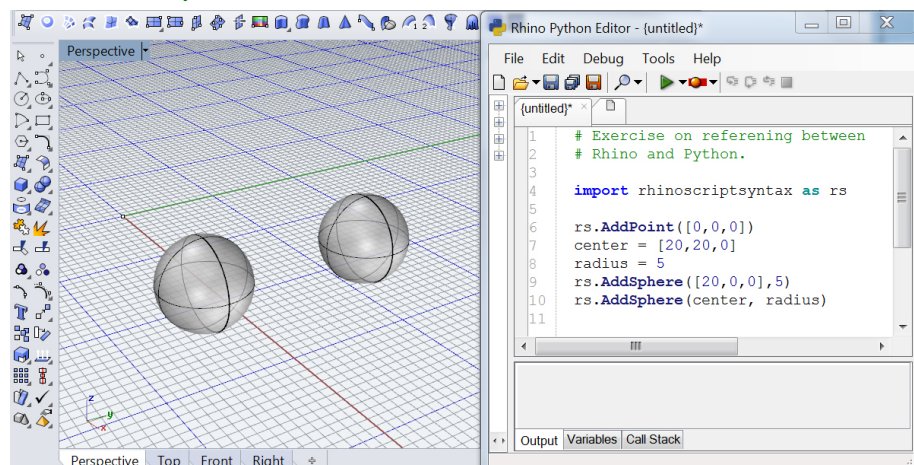 Perspective
z
y
x
Perspective Top Front Right
Rhino Python Editor - {untitled}*
File Edit Debug Tools Help
{untitled}*
1 # Exercise on referening between
2 # Rhino and Python.
3
4 import rhinoscriptsyntax as rs
5
6 rs.AddPoint([0,0,0])
7 center = [20,20,0]
8 radius = 5
9 rs.AddSphere([20,0,0],5)
10 rs.AddSphere(center, radius)
11
Output Variables Call Stack